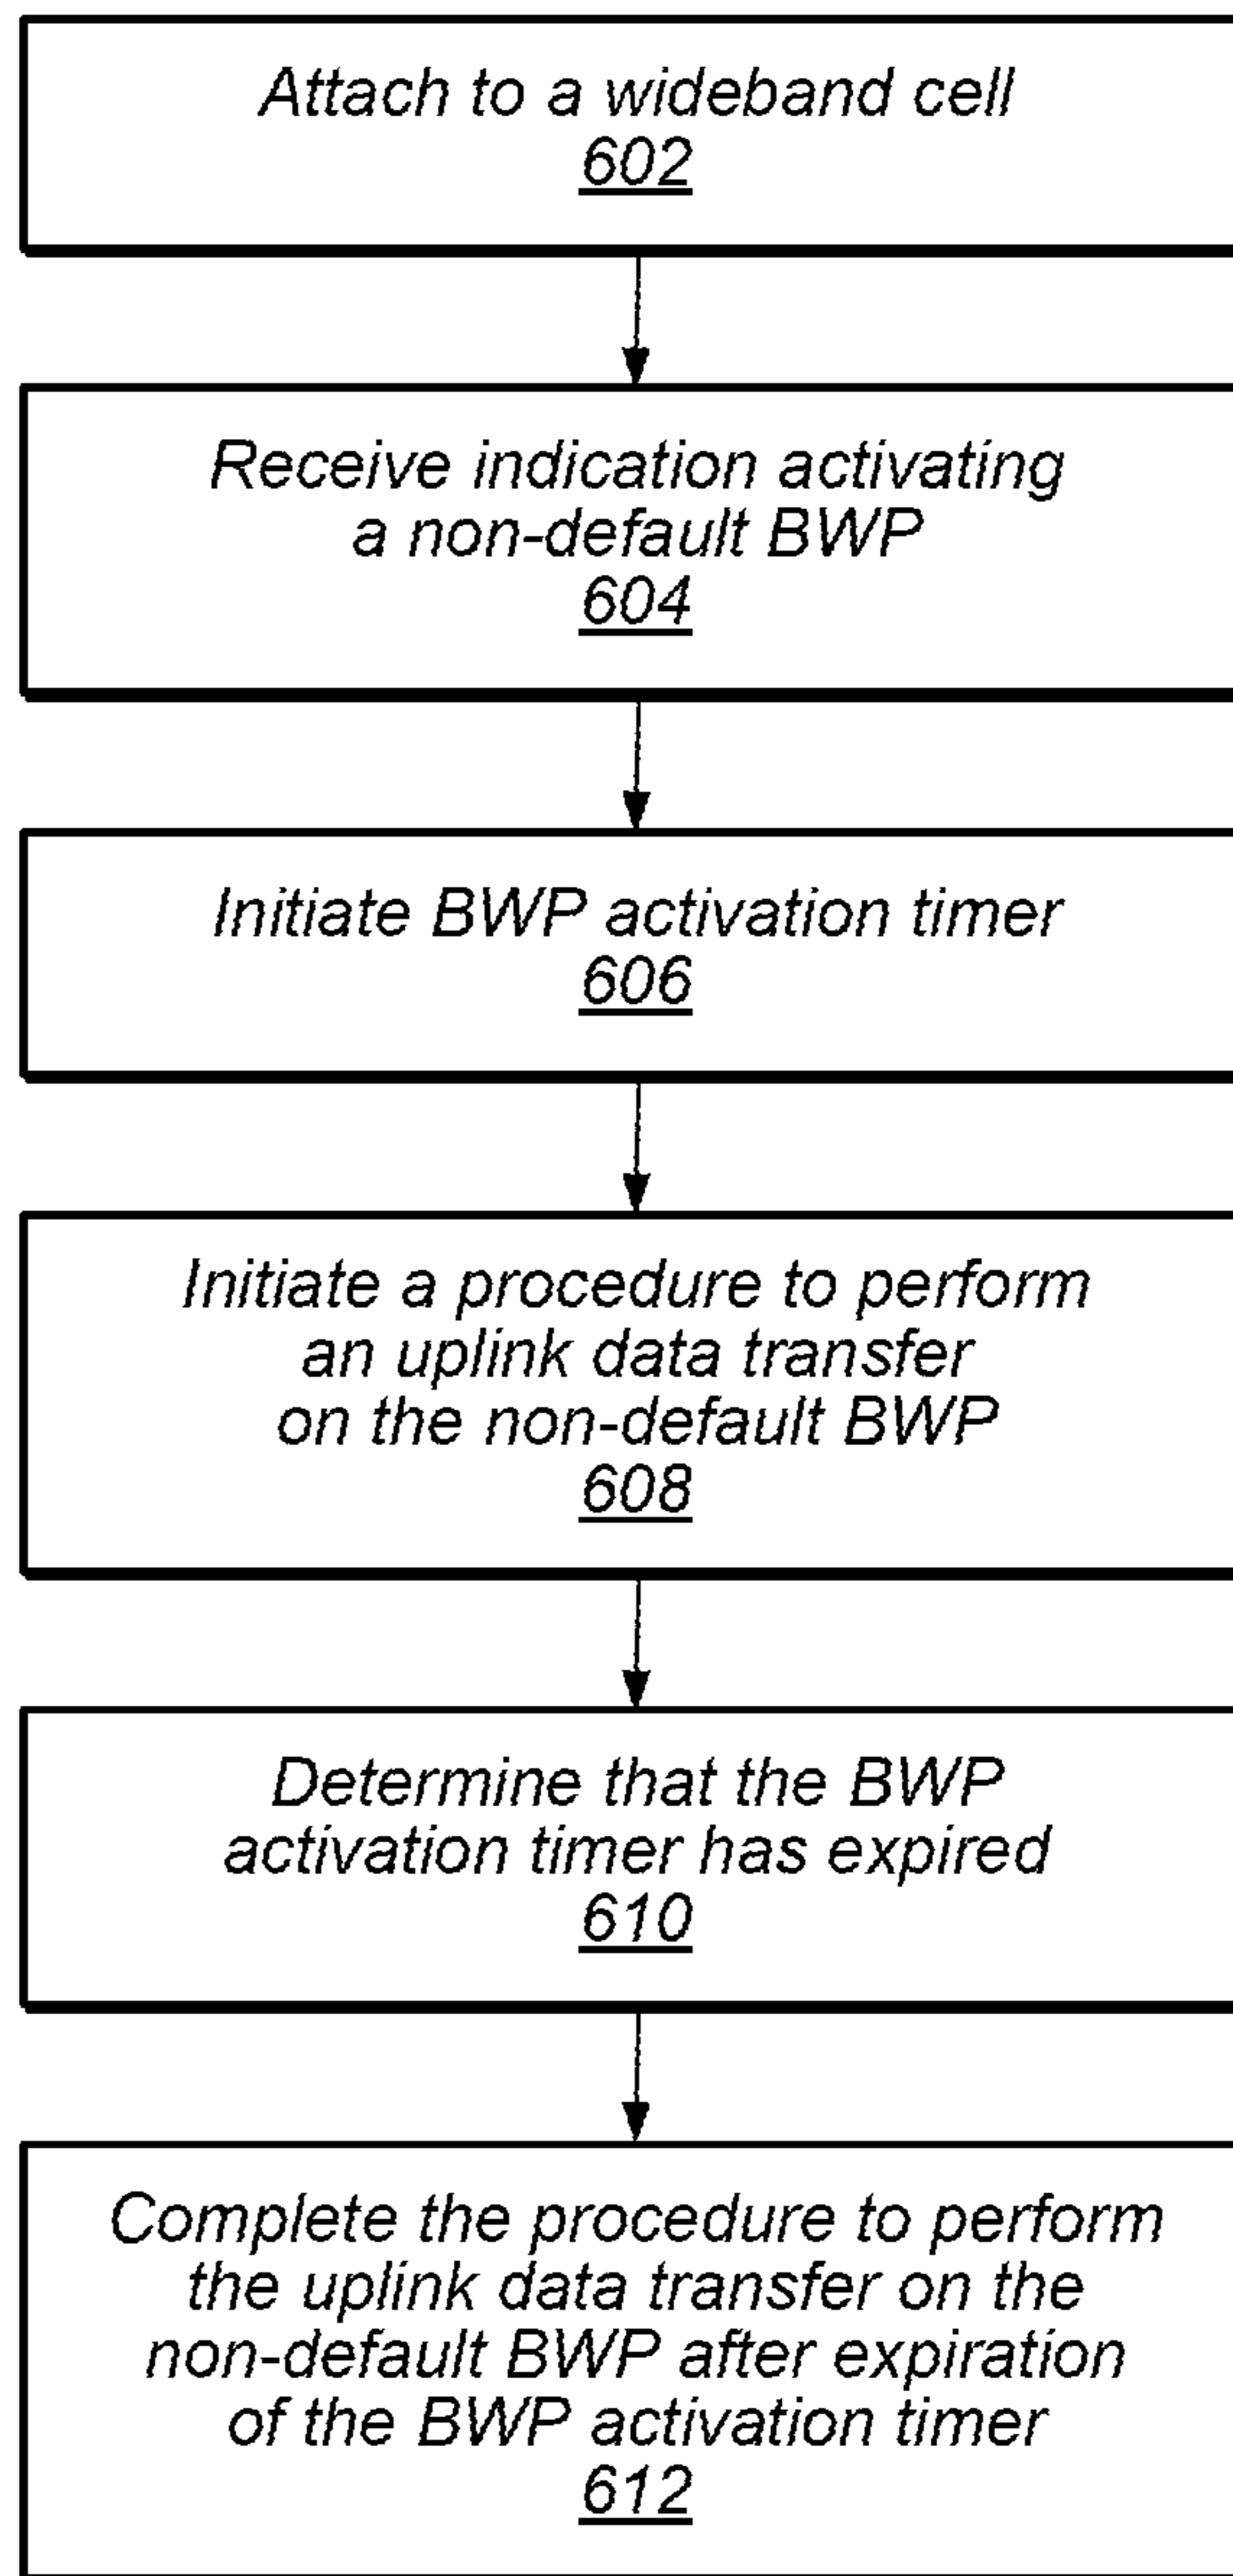 Attach to a wideband cell
602
Receive indication activating
a non-default BWP
604
Initiate BWP activation timer
606
Initiate a procedure to perform
an uplink data transfer
on the non-default BWP
608
Determine that the BWP
activation timer has expired
610
Complete the procedure to perform
the uplink data transfer on the
non-default BWP after expiration
of the BWP activation timer
612